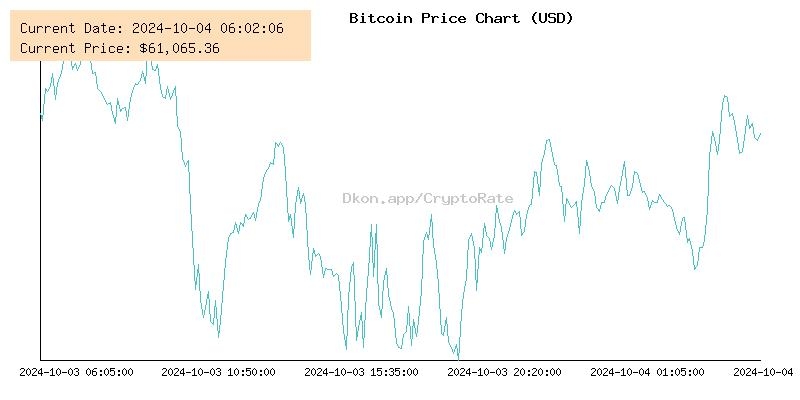 Bitcoin Price Chart (USD)
Current Date: 2024-10-04 06:02:06
Current Price: $61,065.36
Dkon.app/CryptoRate
2024-10-03 06:05:00 2024-10-03 10:50:00 2024-10-03 15:35:00 2024-10-03 20:20:00 2024-10-04 01:05:00 2024-10-04